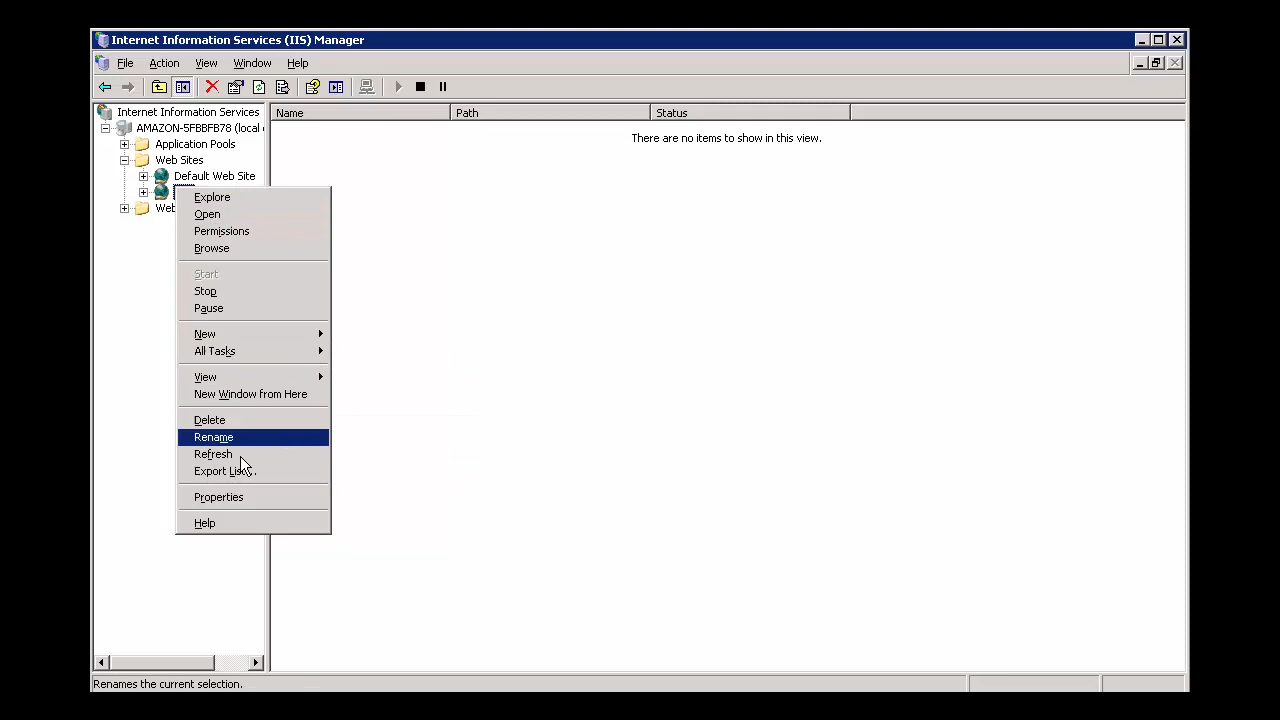 Internet Information Services (IIS) Manager
File Action View Window Help
Internet Information Services
AMAZON-5FBBFB78 (local
Application Pools
Web Sites
Default Web Site
Web
Name Path Status
There are no items to show in this view.
Explore
Open
Permissions
Browse
Start
Stop
Pause
New
All Tasks
View
New Window from Here
Delete
Rename
Refresh
Export List...
Properties
Help
Renames the current selection.